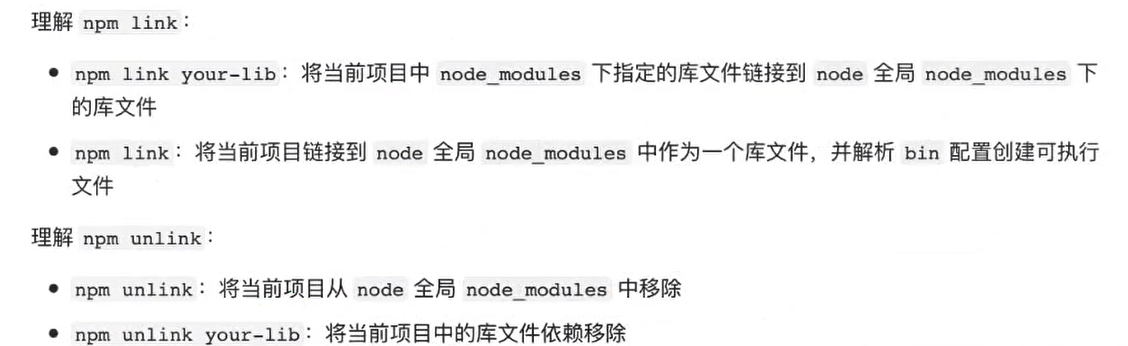 理解 npm link：
npm link your-lib：将当前项目中 node_modules 下指定的库文件链接到 node 全局 node_modules 下
的库文件
npm link：将当前项目链接到 node 全局 node_modules 中作为一个库文件，并解析 bin 配置创建可执行
文件
理解 npm unlink：
npm unlink：将当前项目从 node 全局 node_modules 中移除
npm unlink your-lib：将当前项目中的库文件依赖移除